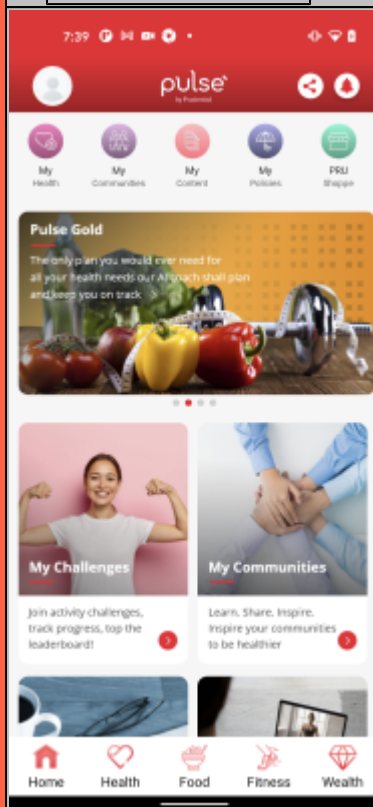 7:39
pulse
by Prudential
My
Health
My
Communities
My
Content
My
Policies
PRU
Shoppe
Pulse Gold
The only plan you would ever need for
all your health needs our AI coach shall plan
and keep you on track >
My Challenges
Join activity challenges,
track progress, top the
leaderboard!
My Communities
Learn. Share. Inspire.
Inspire your communities
to be healthier
Home
Health
Food
Fitness
Wealth